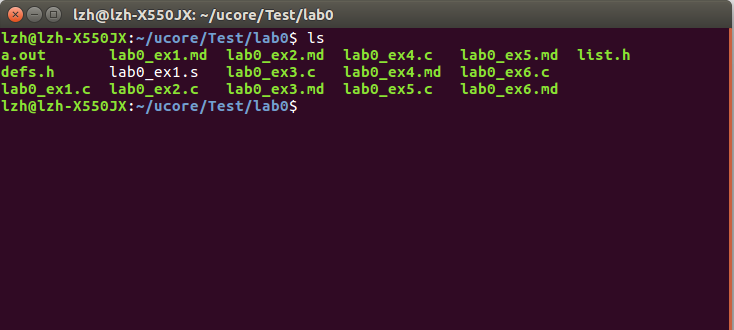 lzh@lzh-X550JX: ~/ucore/Test/lab0
lzh@lzh-X550JX:~/ucore/Test/lab0$ ls
a.out lab0_ex1.md lab0_ex2.md lab0_ex4.c lab0_ex5.md list.h
defs.h lab0_ex1.s lab0_ex3.c lab0_ex4.md lab0_ex6.c
lab0_ex1.c lab0_ex2.c lab0_ex3.md lab0_ex5.c lab0_ex6.md
lzh@lzh-X550JX:~/ucore/Test/lab0$